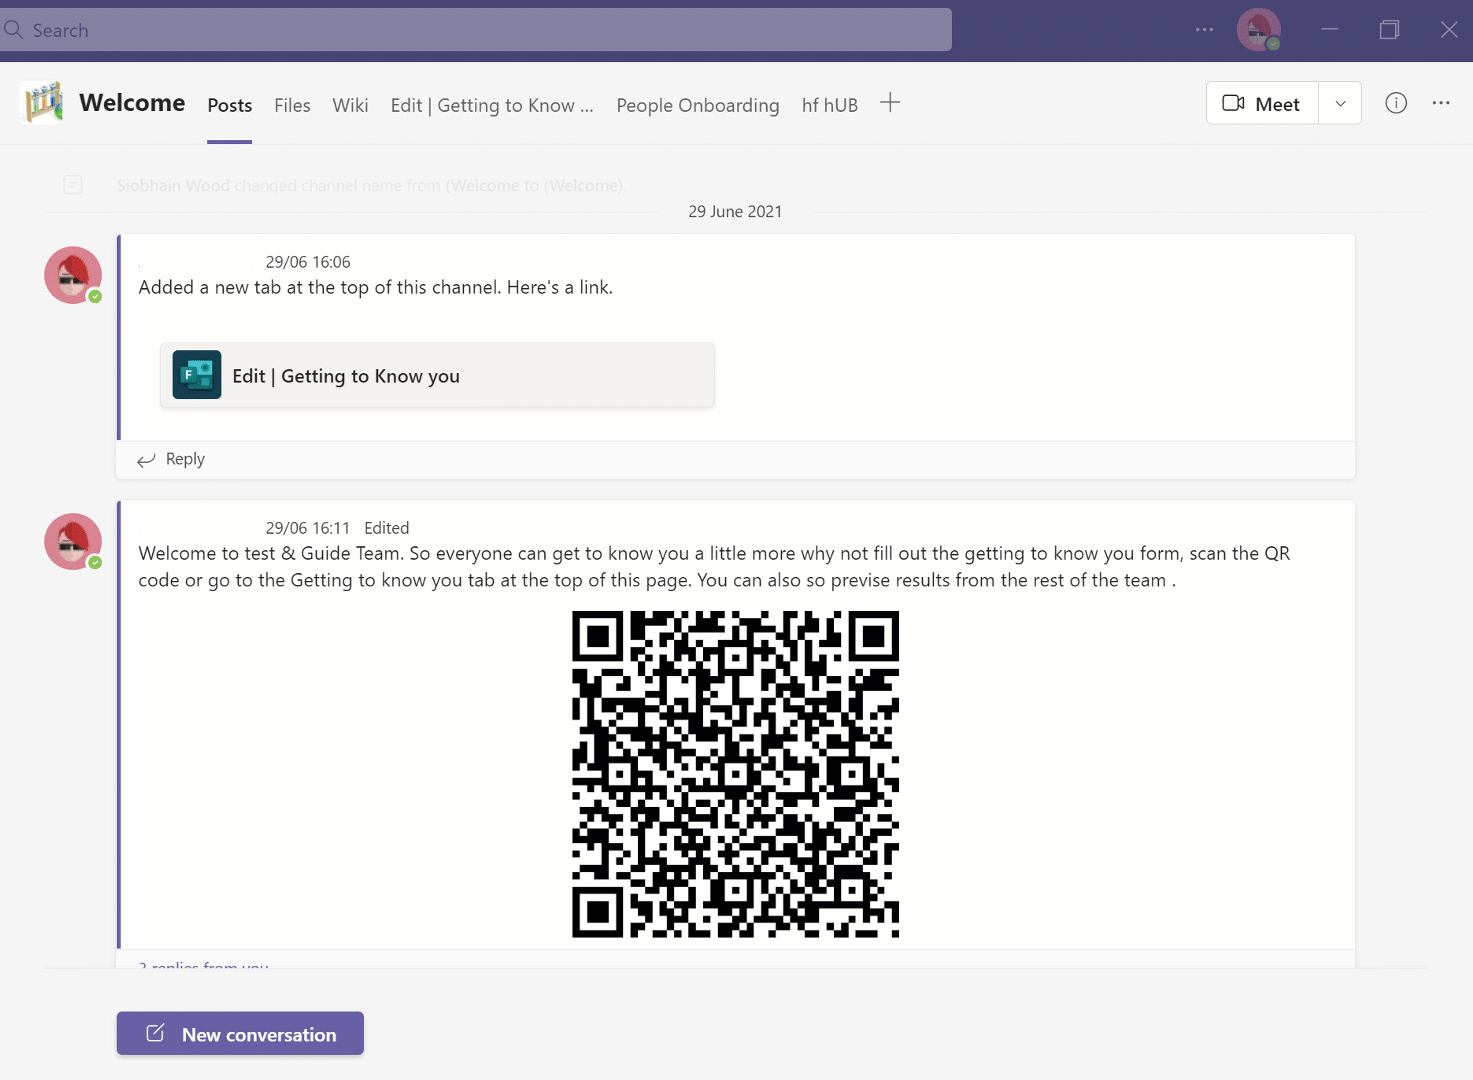 Search
Welcome Posts Files Wiki Edit | Getting to Know ... People Onboarding hf hUB Meet
Siobhain Wood changed channel name from (Welcome to (Welcome).
29 June 2021
29/06 16:06
Added a new tab at the top of this channel. Here's a link.
F Edit | Getting to Know you
Reply
29/06 16:11 Edited
Welcome to test & Guide Team. So everyone can get to know you a little more why not fill out the getting to know you form, scan the QR
code or go to the Getting to know you tab at the top of this page. You can also so previse results from the rest of the team .
replies from you
New conversation